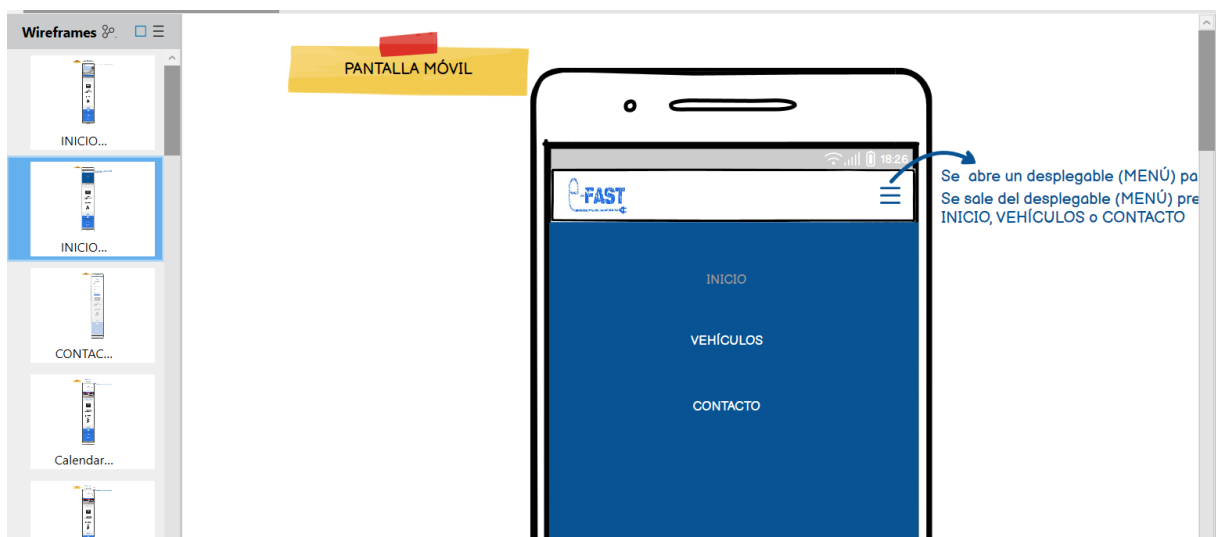 Wireframes
INICIO...
INICIO...
CONTAC...
Calendar...
PANTALLA MÓVIL
18:26
e-FAST
Se abre un desplegable (MENÚ) pa
Se sale del desplegable (MENÚ) pre
INICIO, VEHÍCULOS o CONTACTO
INICIO
VEHÍCULOS
CONTACTO